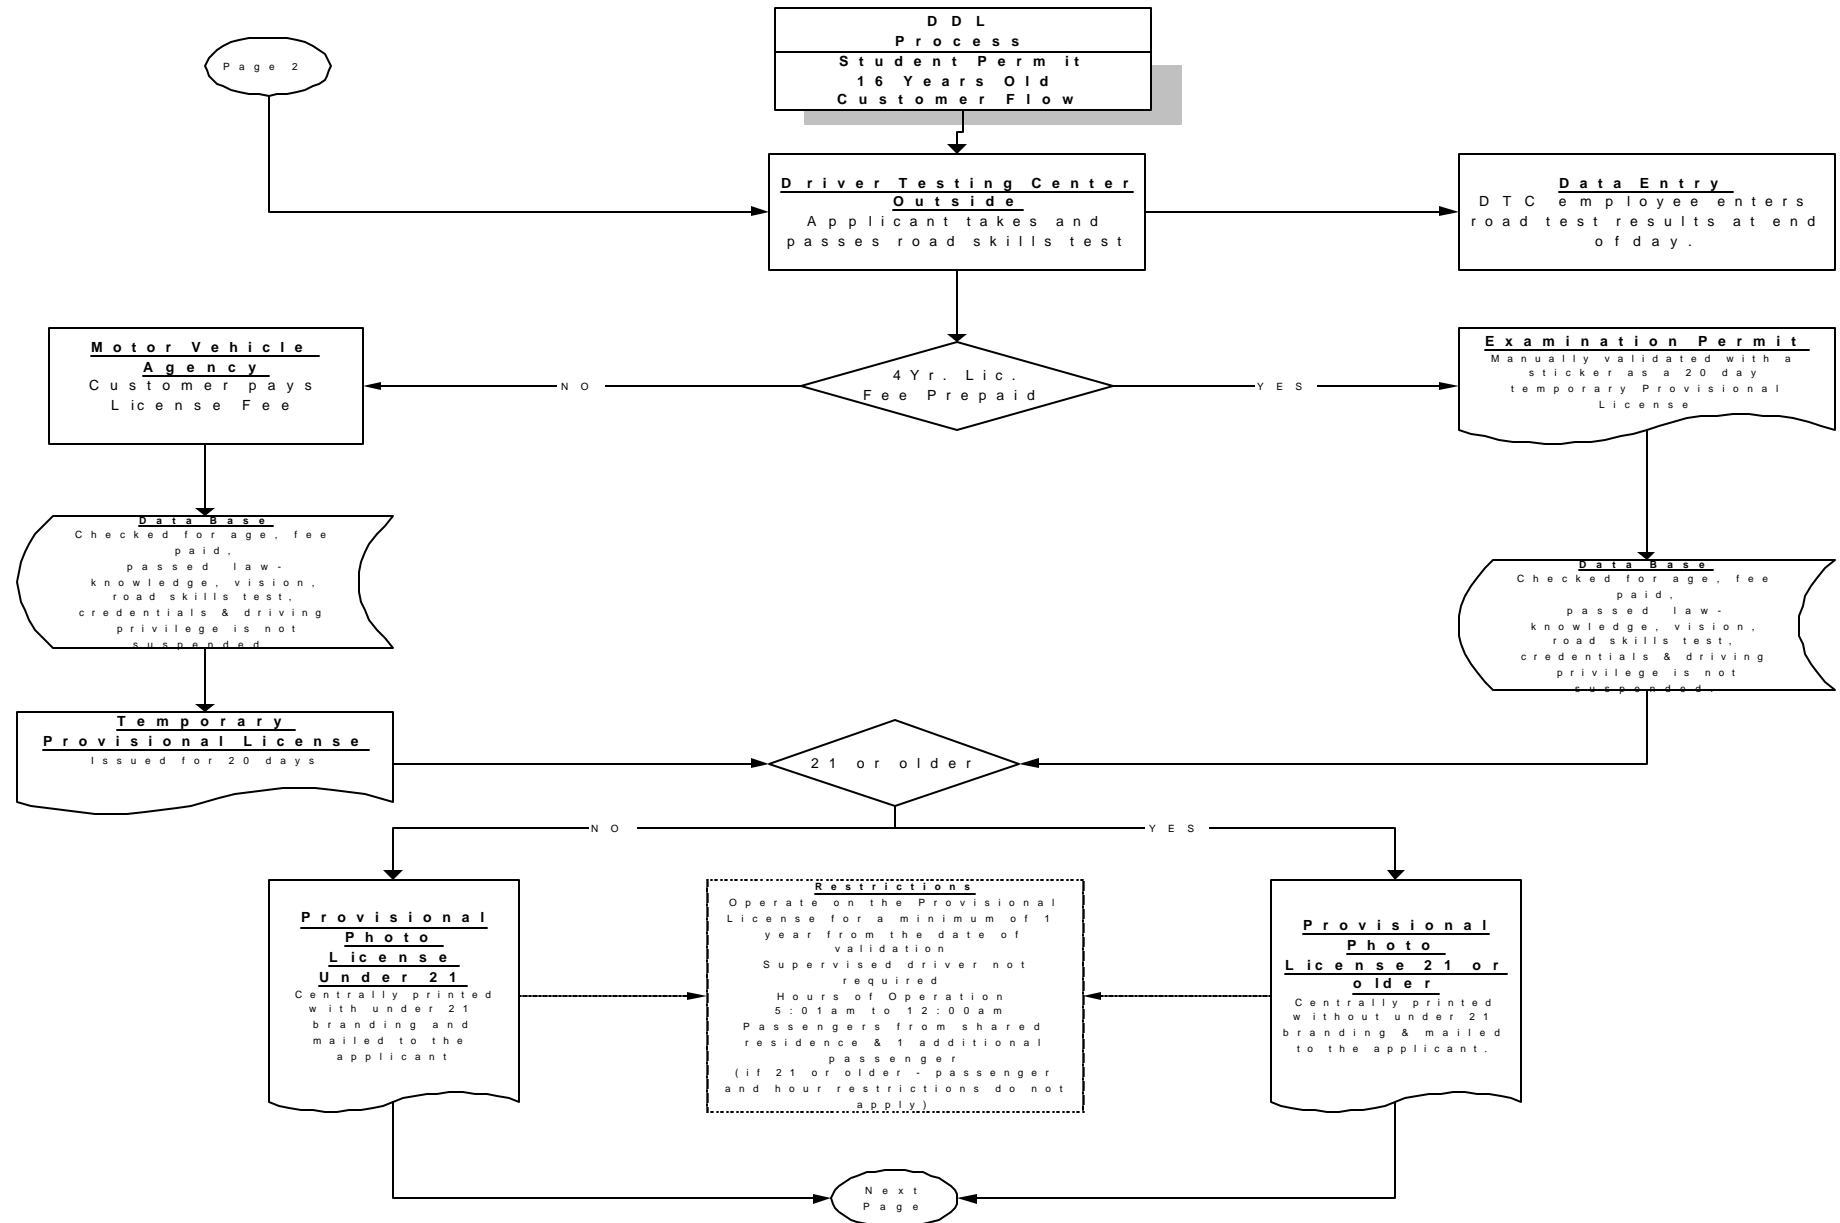 DDL
Process
Student Permit
16 Years Old
Customer Flow
Page 2
Driver Testing Center
Outside
Applicant takes and
passes road skills test
Data Entry
DTC employee enters
road test results at end
of day.
Motor Vehicle
Agency
Customer pays
License Fee
NO
4 Yr. Lic.
Fee Prepaid
YES
Examination Permit
Manually validated with a
sticker as a 20 day
temporary Provisional
License
Data Base
Checked for age, fee
paid,
passed law-
knowledge, vision,
road skills test,
credentials & driving
privilege is not
suspended
Data Base
Checked for age, fee
paid,
passed law-
knowledge, vision,
road skills test,
credentials & driving
privilege is not
suspended.
Temporary
Provisional License
Issued for 20 days
21 or older
NO
YES
Provisional
Photo
License
Under 21
Centrally printed
with under 21
branding and
mailed to the
applicant
Restrictions
Operate on the Provisional
License for a minimum of 1
year from the date of
validation
Supervised driver not
required
Hours of Operation
5:01am to 12:00am
Passengers from shared
residence & 1 additional
passenger
(if 21 or older - passenger
and hour restrictions do not
apply)
Provisional
Photo
License 21 or
older
Centrally printed
without under 21
branding & mailed
to the applicant.
Next
Page